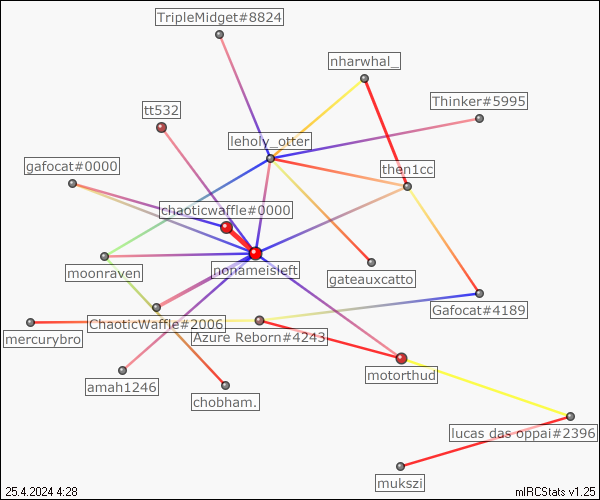 TripleMidget#8824
nharwhal_
Thinker#5995
tt532
leholy_otter
gafocat#0000
then1cc
chaoticwaffle#0000
moonraven
nonameisleft
gateauxcatto
Gafocat#4189
ChaoticWaffle#2006
mercurybro
Azure Reborn#4243
motorthud
amah1246
chobham.
lucas das oppai#2396
mukszi
25.4.2024 4:28
mIRCStats v1.25